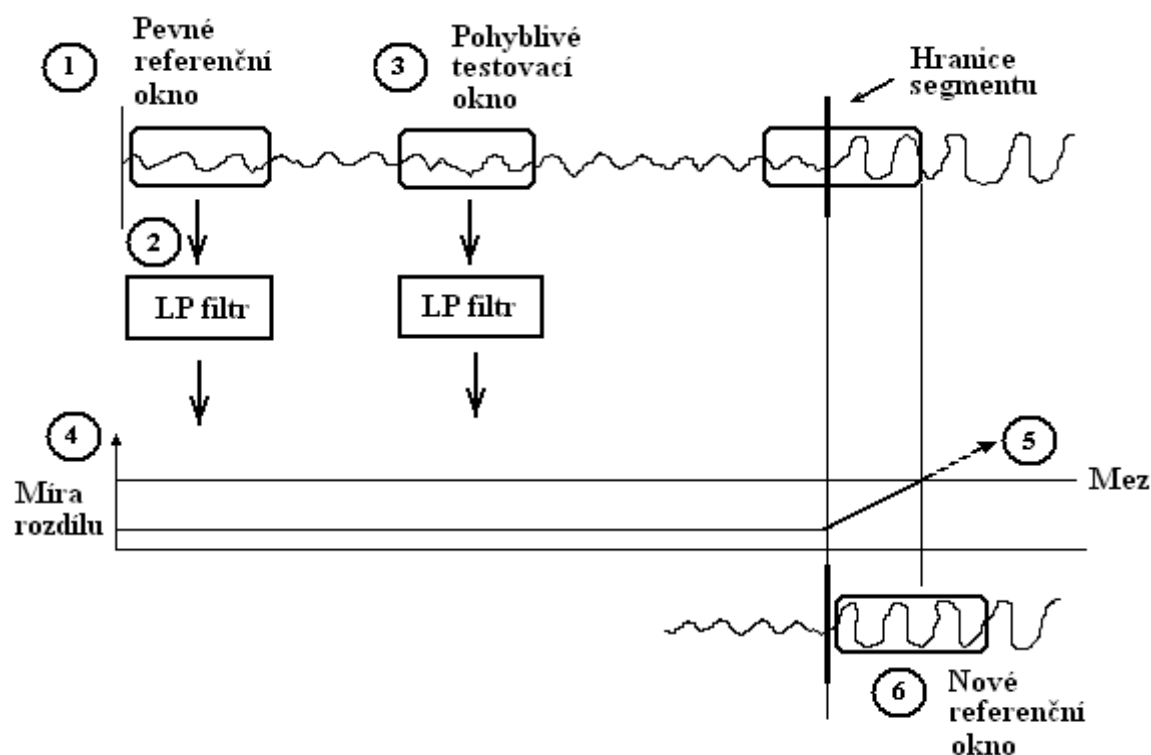 1
Pevné
referenční
okno
3
Pohyblivé
testovací
okno
Hranice
segmentu
2
LP filtr
LP filtr
4
5
Míra
rozdílu
Mez
6
Nové
referenční
okno